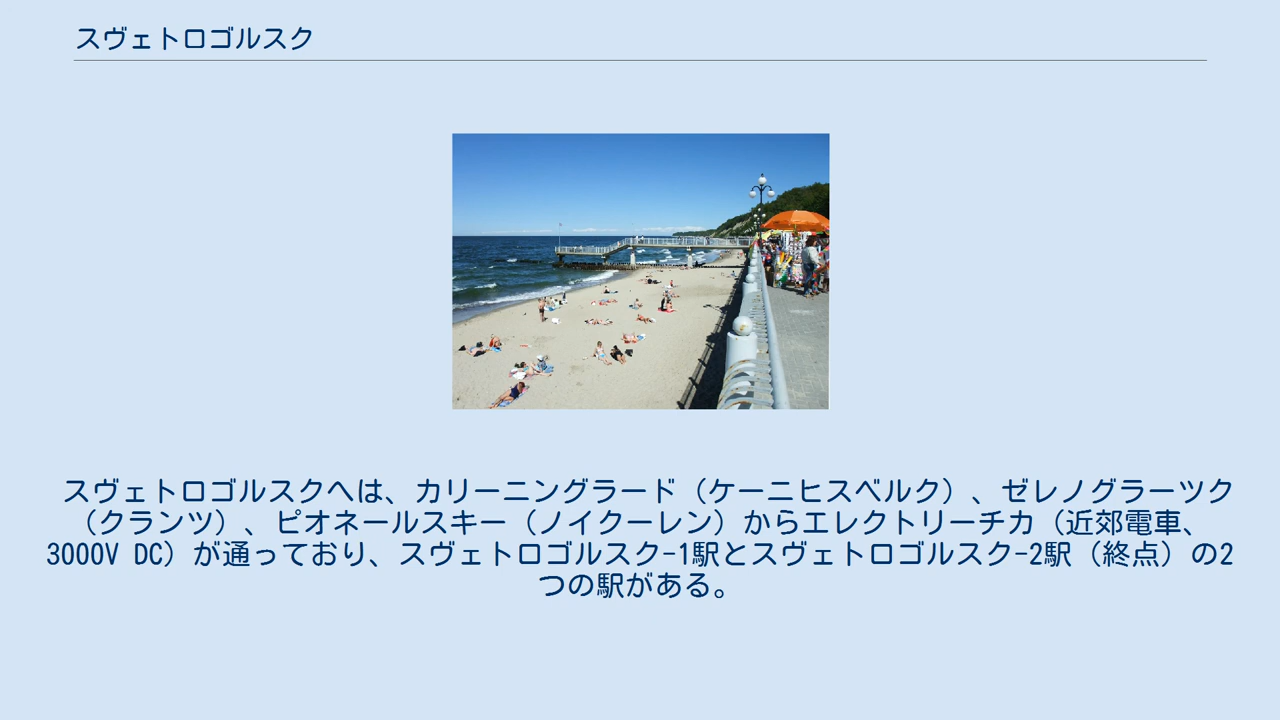 スヴェトロゴルスク
スヴェトロゴルスクへは、カリーニングラード（ケーニヒスベルク）、ゼレノグラーツク
（クランツ）、ピオネールスキー（ノイクーレン）からエレクトリーチカ（近郊電車、
3000V DC）が通っており、スヴェトロゴルスク-1駅とスヴェトロゴルスク-2駅（終点）の2
つの駅がある。